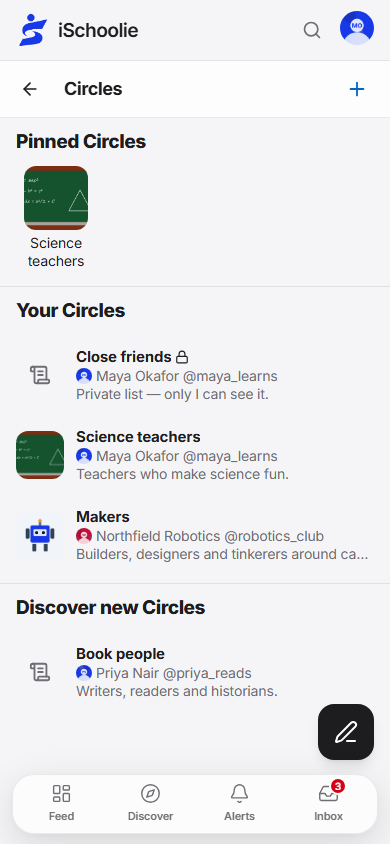 iSchoolie
MO
Circles
Pinned Circles
Science
teachers
Your Circles
Close friends
Maya Okafor @maya_learns
Private list — only I can see it.
Science teachers
Maya Okafor @maya_learns
Teachers who make science fun.
Makers
Northfield Robotics @robotics_club
Builders, designers and tinkerers around ca...
Discover new Circles
Book people
Priya Nair @priya_reads
Writers, readers and historians.
3
Feed
Discover
Alerts
Inbox